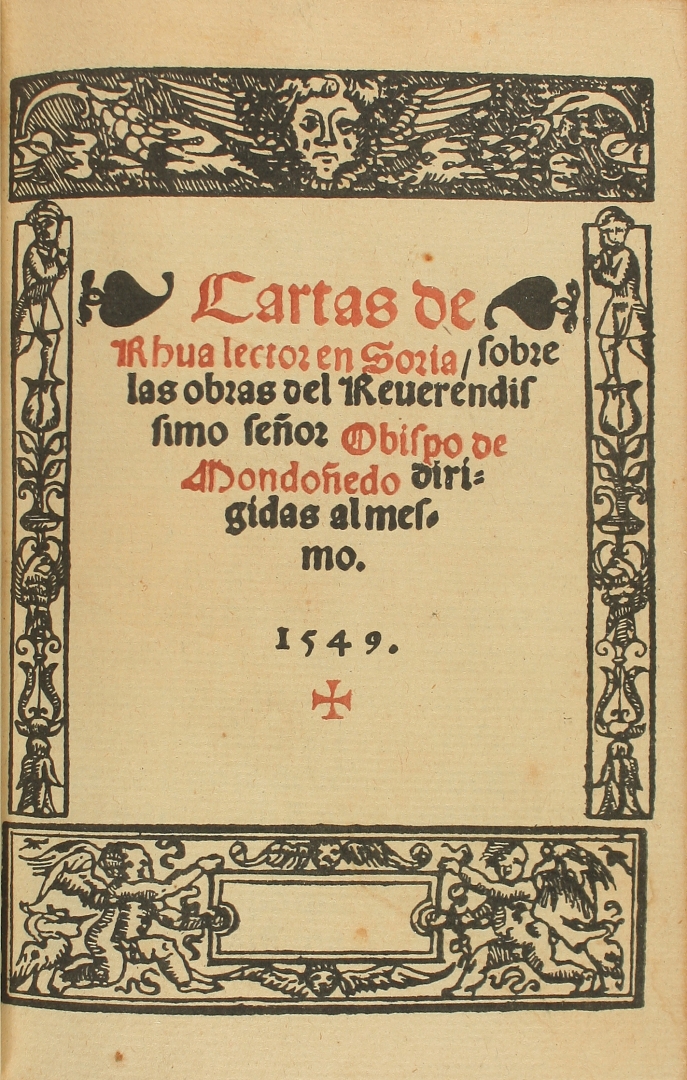 Cartas de
Rhua lector en Soria/ sobre
las obras del Reuerendis
simo señor Obispo de
Mondoñedo diri=
gidas al mes-
mo.
1549.